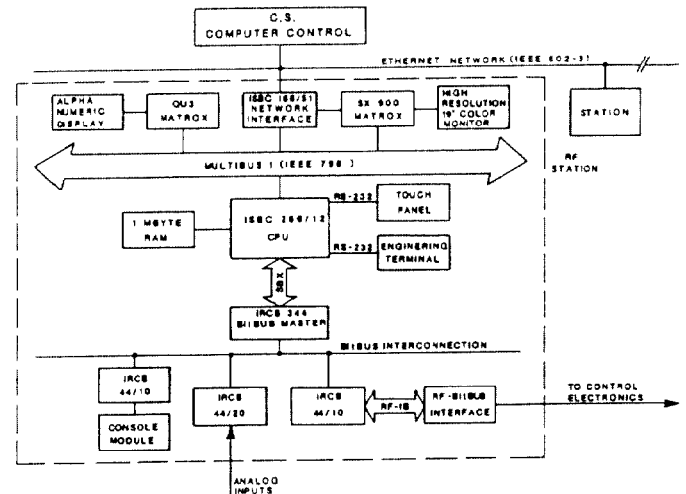 C.S.
COMPUTER CONTROL
ETHERNET NETWORK (IEEE 802-3)
ALPHA
NUMERIC
DISPLAY
QU3
MATROX
ISBC 186/51
NETWORK
INTERFACE
SX 900
MATROX
HIGH
RESOLUTION
19" COLOR
MONITOR
STATION
MULTIBUS 1 (IEEE 796)
RF
STATION
1 MBYTE
RAM
ISBC 286/12
CPU
RS-232
TOUCH
PANEL
RS-232
ENGINEERING
TERMINAL
SBX
IRCB 344
BITBUS MASTER
BITBUS INTERCONNECTION
IRCB
44/10
CONSOLE
MODULE
IRCB
44/20
IRCB
44/10
RF-IB
RF-BITBUS
INTERFACE
TO CONTROL
ELECTRONICS
ANALOG
INPUTS